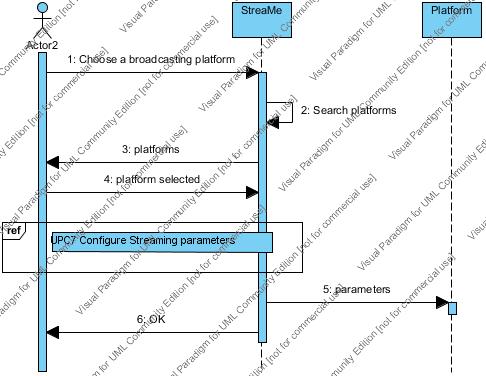 StreaMe
Platform
Actor2
1: Choose a broadcasting platform
2: Search platforms
3: platforms
4: platform selected
ref
UPC7 Configure Streaming parameters
5: parameters
6: OK
Visual Paradigm for UML Community Edition [not for commercial use]